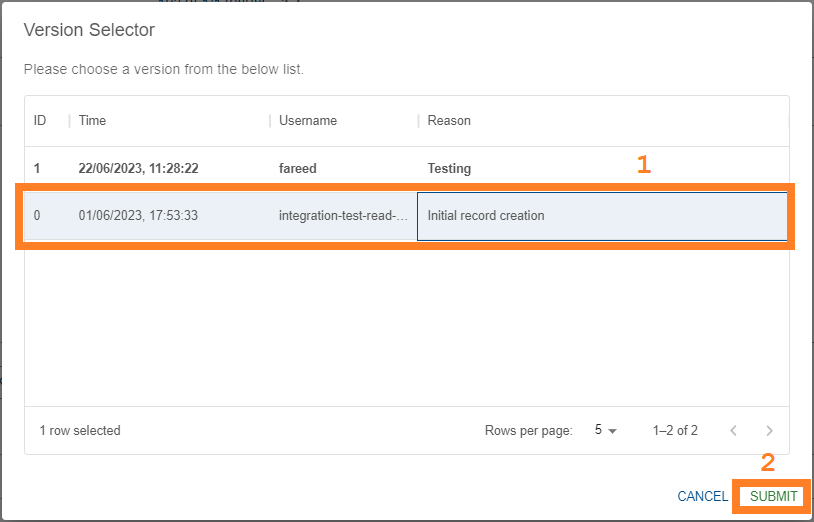 Version Selector
Please choose a version from the below list.
ID Time Username Reason
1 22/06/2023, 11:28:22 fareed Testing
1
0 01/06/2023, 17:53:33 integration-test-read-... Initial record creation
1 row selected Rows per page: 5 1–2 of 2
2
CANCEL SUBMIT